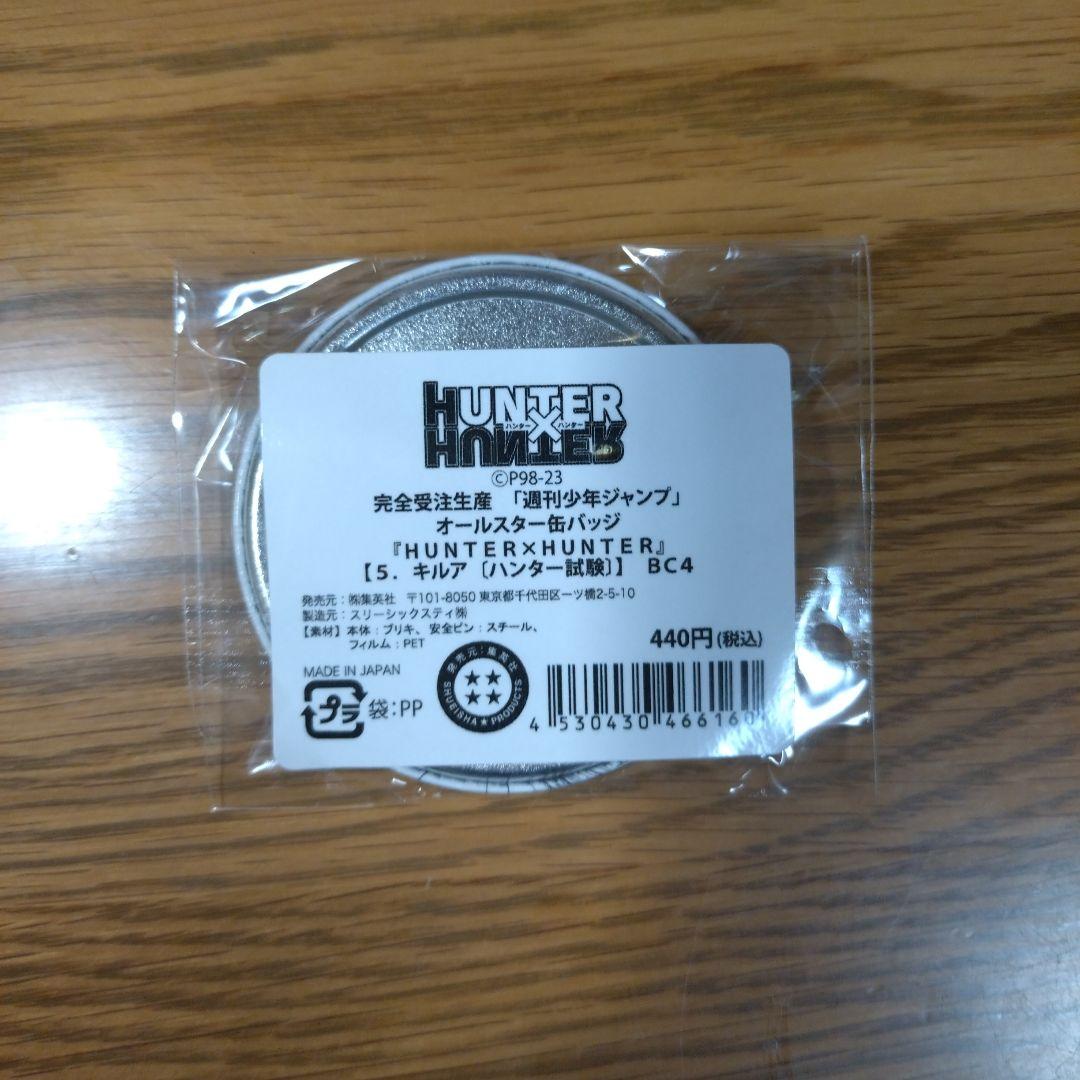 HUNTER
ハンター×ハンター
HUNTER
©P98-23
完全受注生産 「週刊少年ジャンプ」
オールスター缶バッジ
『HUNTER×HUNTER』
【5. キルア〔ハンター試験〕】 BC4
発売元:㈱集英社 〒101-8050 東京都千代田区一ツ橋2-5-10
製造元:スリーシックスティ㈱
【素材】本体:ブリキ、安全ピン:スチール、
フィルム:PET
440円(税込)
MADE IN JAPAN
プラ 袋:PP
発売元:集英社
SHUEISHA★PRODUCTS
4 530430 46616